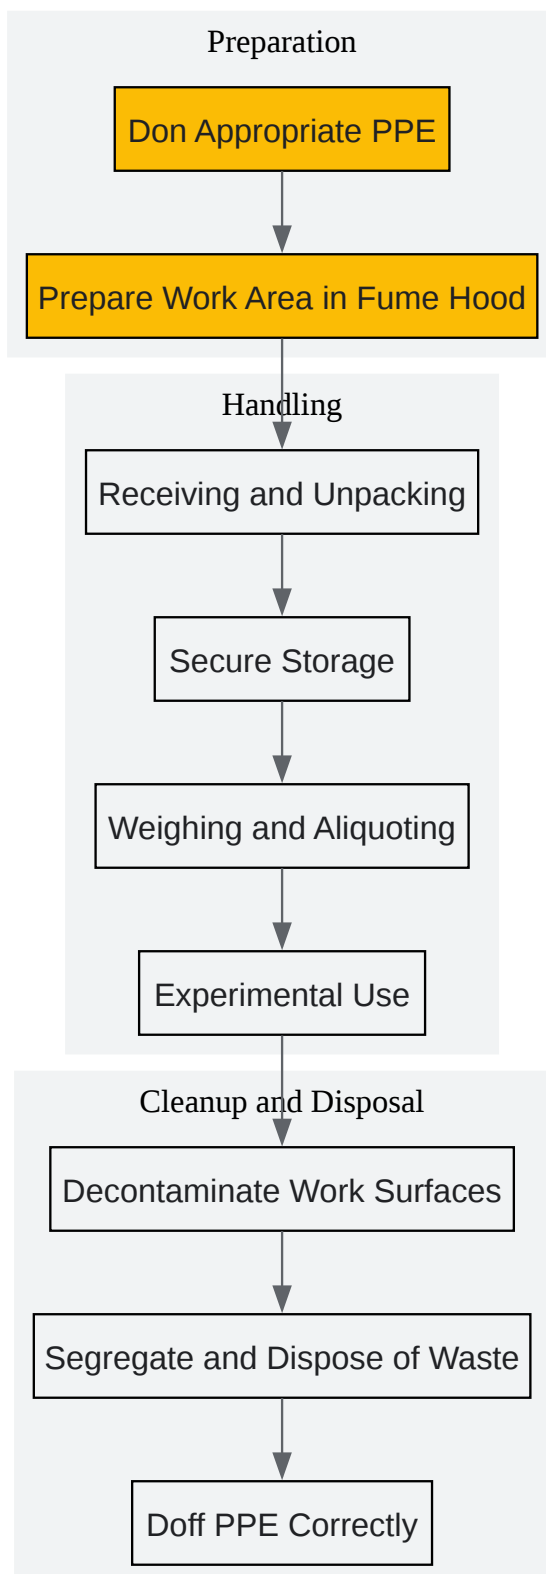 Preparation
Don Appropriate PPE
Prepare Work Area in Fume Hood
Handling
Receiving and Unpacking
Secure Storage
Weighing and Aliquoting
Experimental Use
Cleanup and Disposal
Decontaminate Work Surfaces
Segregate and Dispose of Waste
Doff PPE Correctly